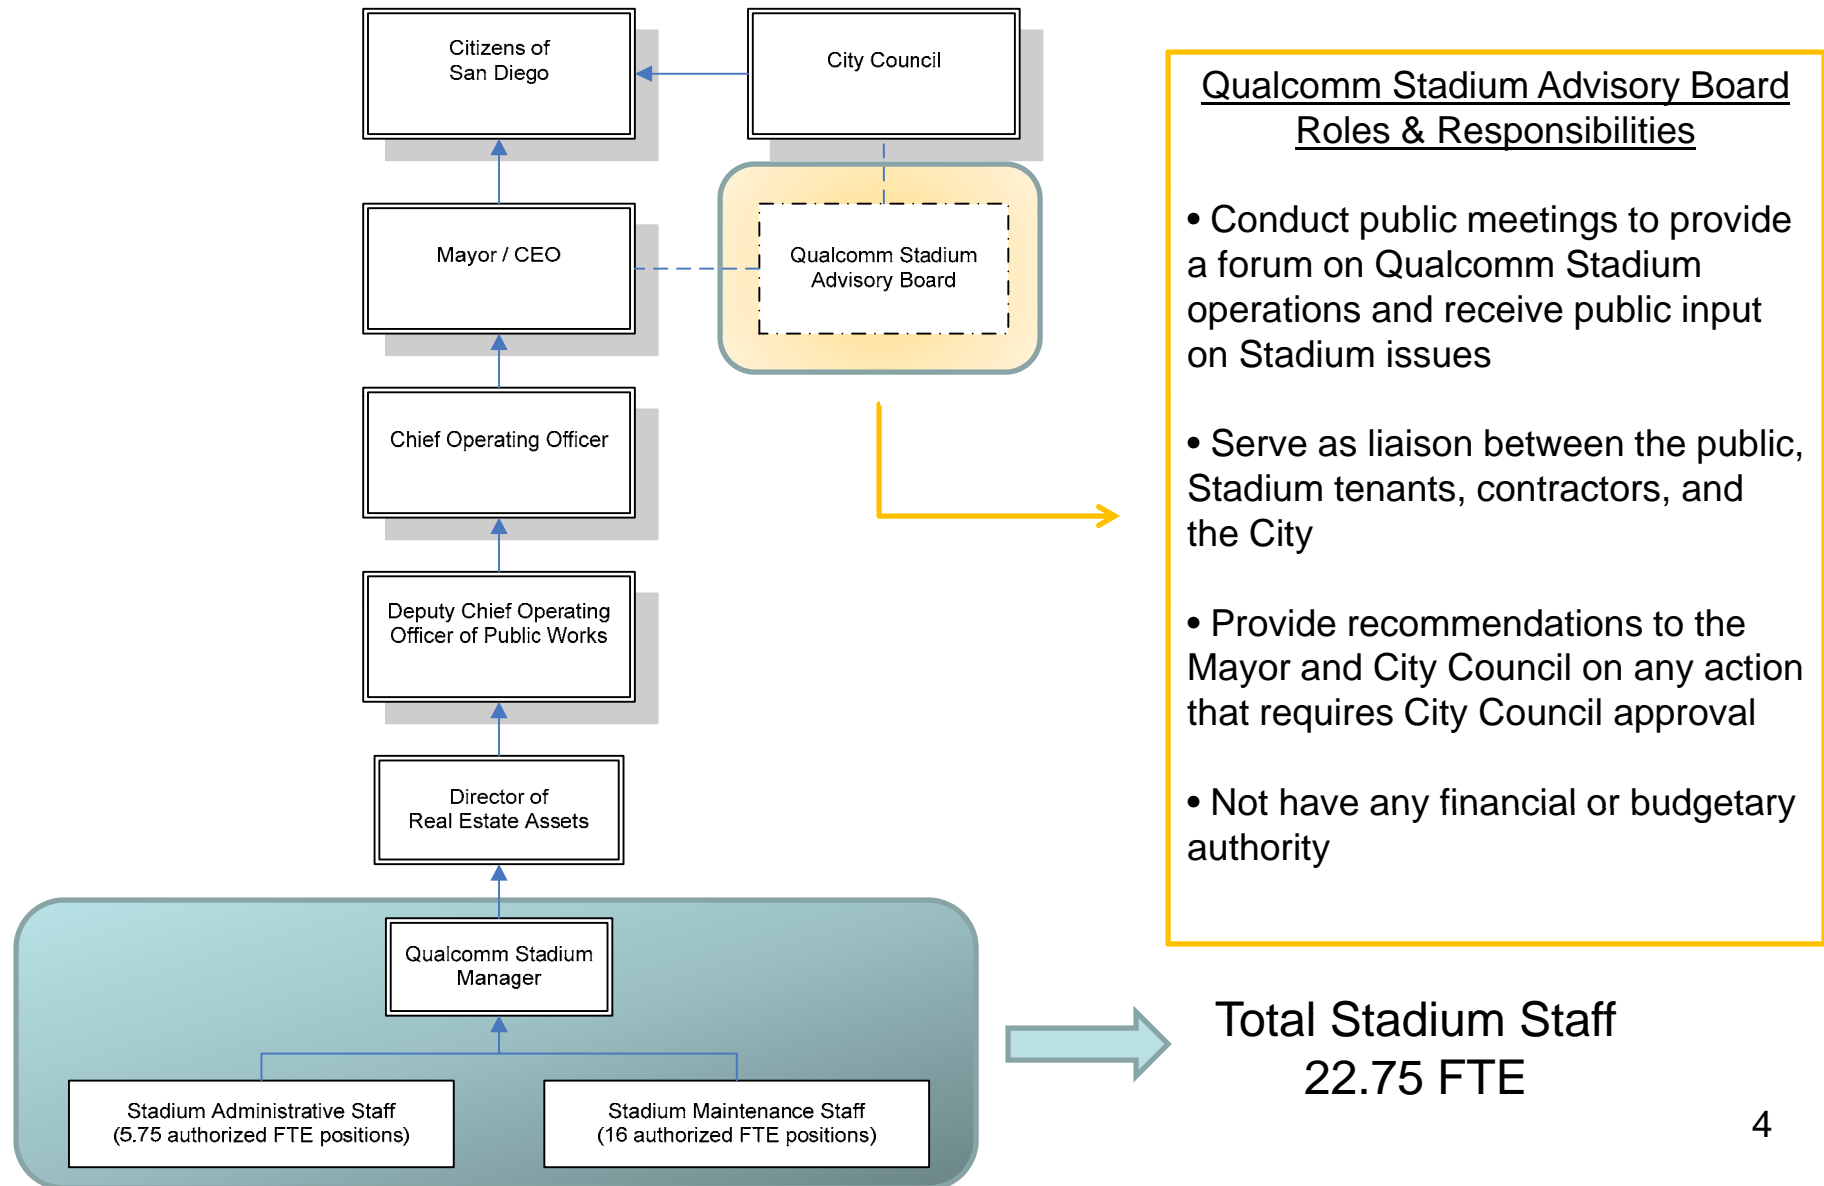 Citizens of
San Diego
City Council
Mayor / CEO
Qualcomm Stadium
Advisory Board
Chief Operating Officer
Deputy Chief Operating
Officer of Public Works
Director of
Real Estate Assets
Qualcomm Stadium
Manager
Stadium Administrative Staff
(5.75 authorized FTE positions)
Stadium Maintenance Staff
(16 authorized FTE positions)
Qualcomm Stadium Advisory Board
Roles & Responsibilities
• Conduct public meetings to provide
a forum on Qualcomm Stadium
operations and receive public input
on Stadium issues
• Serve as liaison between the public,
Stadium tenants, contractors, and
the City
• Provide recommendations to the
Mayor and City Council on any action
that requires City Council approval
• Not have any financial or budgetary
authority
Total Stadium Staff
22.75 FTE
4